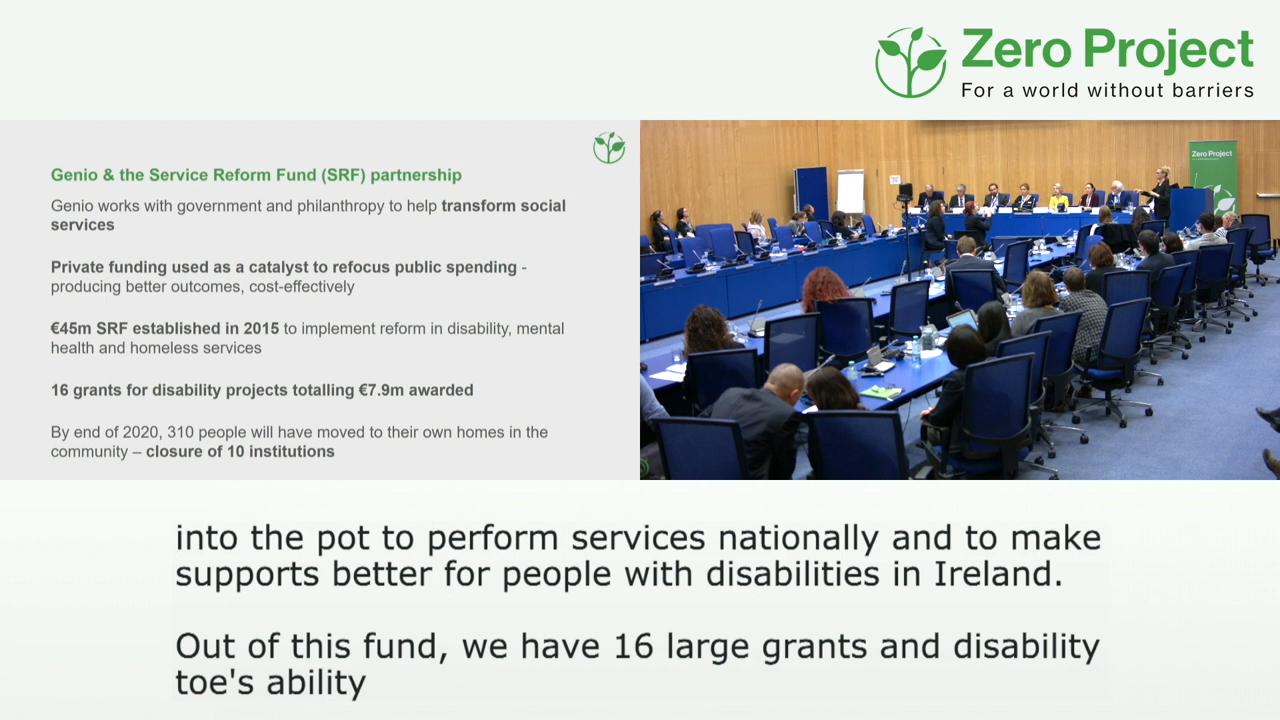 Zero Project
For a world without barriers
Genio & the Service Reform Fund (SRF) partnership
Genio works with government and philanthropy to help transform social
services
Private funding used as a catalyst to refocus public spending -
producing better outcomes, cost-effectively
€45m SRF established in 2015 to implement reform in disability, mental
health and homeless services
16 grants for disability projects totalling €7.9m awarded
By end of 2020, 310 people will have moved to their own homes in the
community – closure of 10 institutions
Zero Project
into the pot to perform services nationally and to make
supports better for people with disabilities in Ireland.
Out of this fund, we have 16 large grants and disability
toe's ability